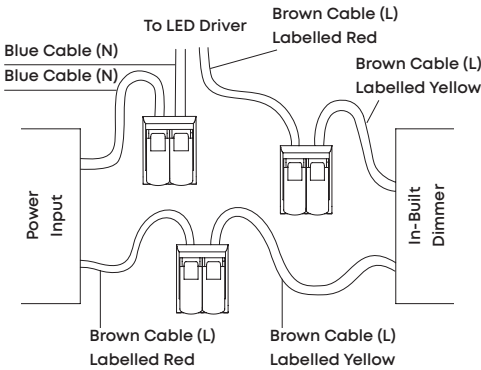 To LED Driver
Brown Cable (L)
Labelled Red
Blue Cable (N)
Blue Cable (N)
Brown Cable (L)
Labelled Yellow
Power
Input
In-Built
Dimmer
Brown Cable (L)
Labelled Red
Brown Cable (L)
Labelled Yellow